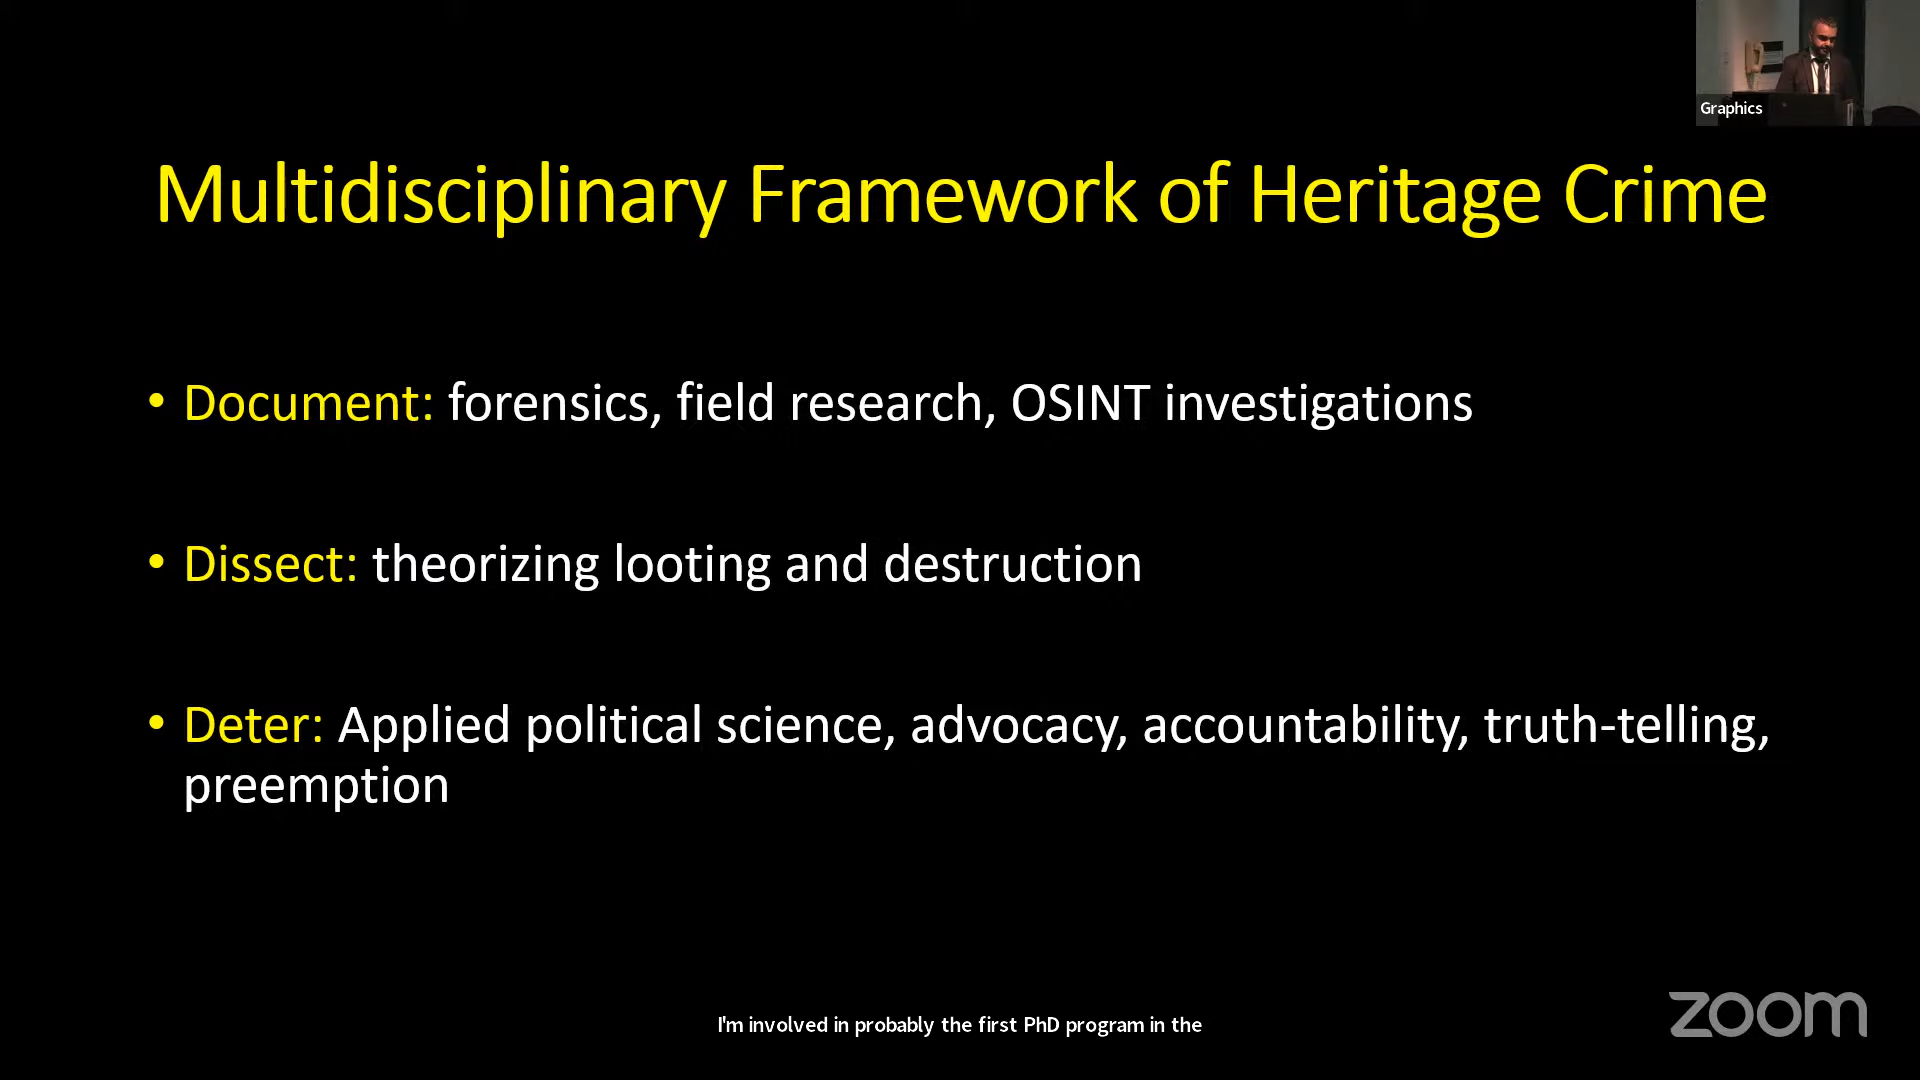 Graphics
Multidisciplinary Framework of Heritage Crime
• Document: forensics, field research, OSINT investigations
• Dissect: theorizing looting and destruction
• Deter: Applied political science, advocacy, accountability, truth-telling,
preemption
I'm involved in probably the first PhD program in the
zoom